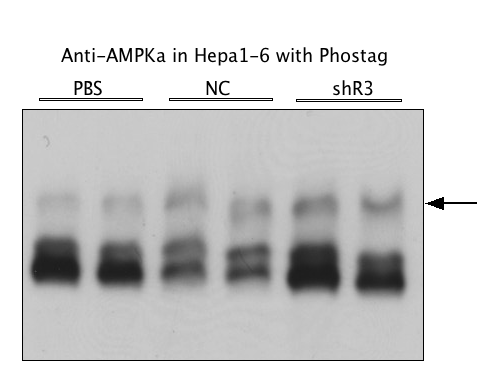 Anti-AMPKa in Hepa1-6 with Phostag
PBS NC shR3